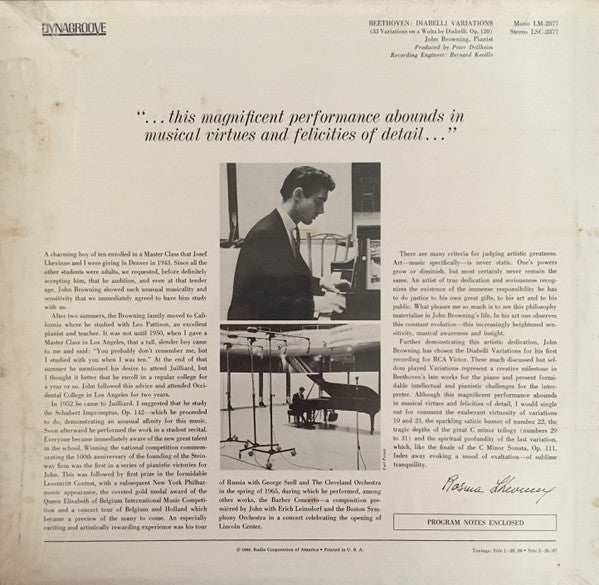 DYNAGROOVE
BEETHOVEN: DIABELLI VARIATIONS
(33 Variations on a Waltz by Diabelli, Op. 120)
John Browning, Pianist
Produced by Peter Dellheim
Recording Engineer: Bernard Keville
Mono LM-2877
Stereo LSC-2877
“...this magnificent performance abounds in
musical virtues and felicities of detail...”
A charming boy of ten enrolled in a Master Class that Josef
Lhevinne and I were giving in Denver in 1943. Since all the
other students were adults, we requested, before definitely
accepting him, that he audition, and even at that tender
age, John Browning showed such unusual musicality and
sensitivity that we immediately agreed to have him study
with us.
After two summers, the Browning family moved to Cali-
fornia where he studied with Leo Pattison, an excellent
pianist and teacher. It was not until 1950, when I gave a
Master Class in Los Angeles, that a tall, slender boy came
to me and said: “You probably don't remember me, but
I studied with you when I was ten.” At the end of that
summer he mentioned his desire to attend Juilliard, but
I thought it better that he enroll in a regular college for
a year or so. John followed this advice and attended Occi-
dental College in Los Angeles for two years.
In 1952 he came to Juilliard. I suggested that he study
the Schubert Impromptus, Op. 142—which he proceeded
to do, demonstrating an unusual affinity for this music.
Soon afterward he performed the work in a student recital.
Everyone became immediately aware of the new great talent
in the school. Winning the national competition commem-
orating the 100th anniversary of the founding of the Stein-
way firm was the first in a series of pianistic victories for
John. This was followed by first prize in the formidable
Leventritt Contest, with a subsequent New York Philhar-
monic appearance, the coveted gold award medal of the
Queen Elisabeth of Belgium International Music Competi-
tion and a concert tour of Belgium and Holland which
became a preview of the many to come. An especially
exciting and artistically rewarding experience was his tour
Curt Prinz
of Russia with George Szell and The Cleveland Orchestra
in the spring of 1965, during which he performed, among
other works, the Barber Concerto—a composition pre-
miered by John with Erich Leinsdorf and the Boston Sym-
phony Orchestra in a concert celebrating the opening of
Lincoln Center.
There are many criteria for judging artistic greatness.
Art—music specifically—is never static. One's powers
grow or diminish, but most certainly never remain the
same. An artist of true dedication and seriousness recog-
nizes the existence of the immense responsibility he has
to do justice to his own great gifts, to his art and to his
public. What pleases me so much is to see this philosophy
materialize in John Browning's life. In his art one observes
this constant evolution—this increasingly heightened sen-
sitivity, musical awareness and insight.
Further demonstrating this artistic dedication, John
Browning has chosen the Diabelli Variations for his first
recording for RCA Victor. These much discussed but sel-
dom played Variations represent a creative milestone in
Beethoven's late works for the piano and present formi-
dable intellectual and pianistic challenges for the inter-
preter. Although this magnificent performance abounds
in musical virtues and felicities of detail, I would single
out for comment the exuberant virtuosity of variations
10 and 23, the sparkling satiric humor of number 22, the
tragic depths of the great C minor trilogy (numbers 29
to 31) and the spiritual profundity of the last variation,
which, like the finale of the C Minor Sonata, Op. 111,
fades away evoking a mood of exaltation—of sublime
tranquillity.
Rosina Lhevinne
PROGRAM NOTES ENCLOSED
© 1966, Radio Corporation of America • Printed in U. S. A.
Timings: Side 1—28:08 • Side 2—26:07